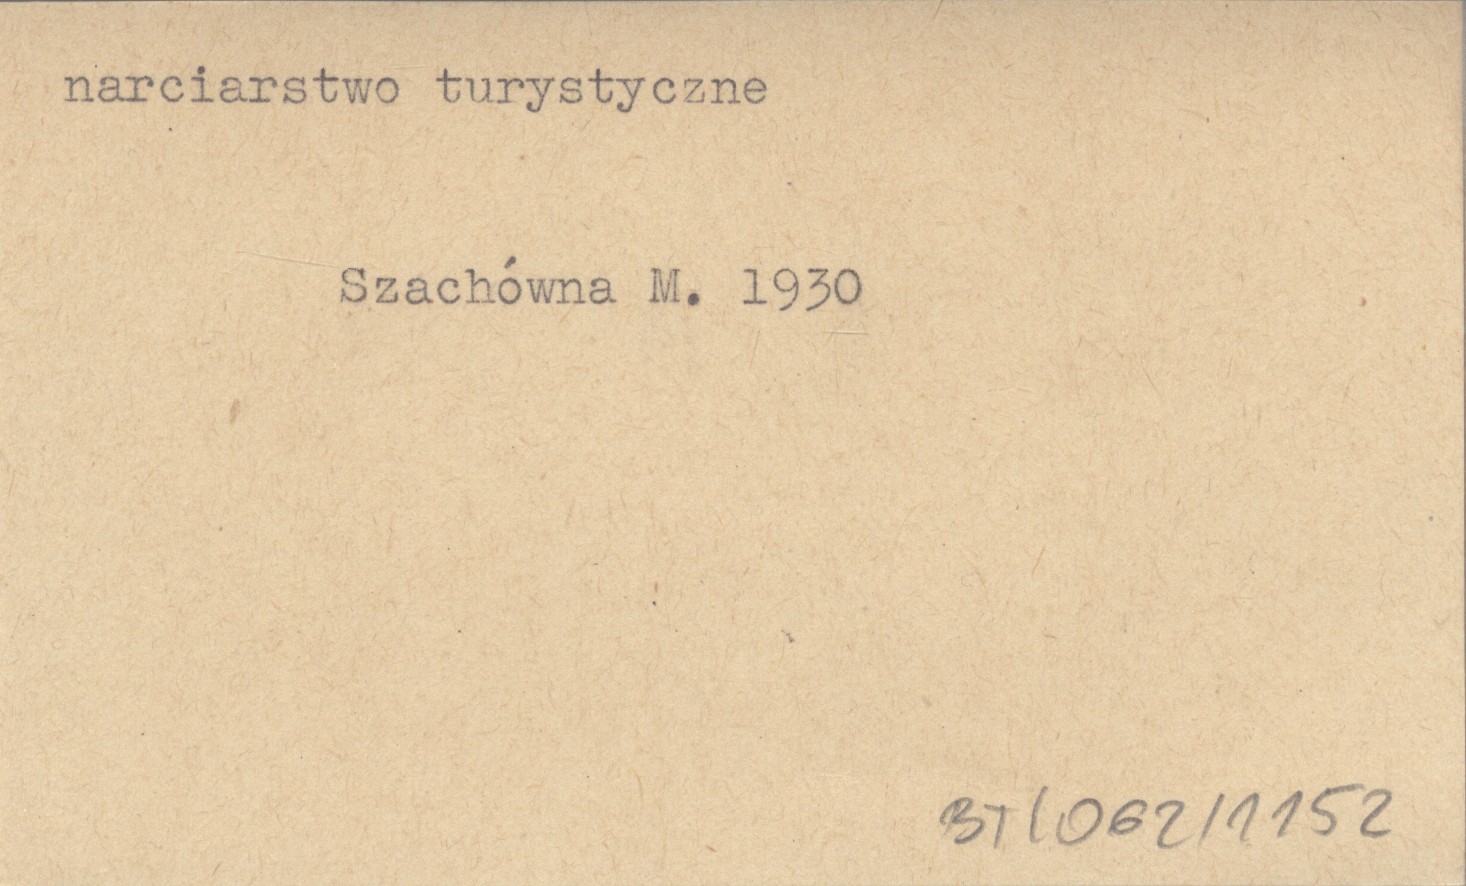 narciarstwo turystyczne
Szachówna M. 1930
BT/062/1152